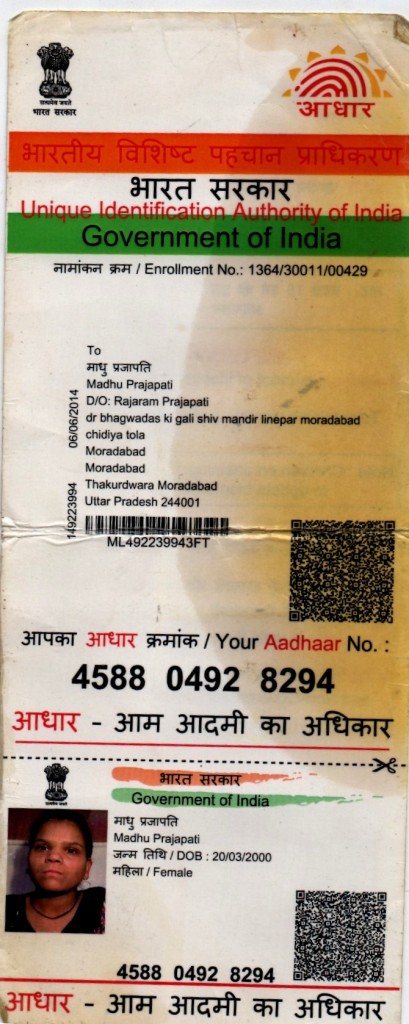 सत्यमेव जयते
भारत सरकार
आधार
भारतीय विशिष्ट पहचान प्राधिकरण
भारत सरकार
Unique Identification Authority of India
Government of India
नामांकन क्रम / Enrollment No.: 1364/30011/00429
To
माधु प्रजापति
Madhu Prajapati
D/O: Rajaram Prajapati
dr bhagwadas ki gali shiv mandir linepar moradabad
chidiya tola
Moradabad
Moradabad
Thakurdwara Moradabad
Uttar Pradesh 244001
149223994 06/06/2014
ML492239943FT
आपका आधार क्रमांक / Your Aadhaar No. :
4588 0492 8294
आधार - आम आदमी का अधिकार
भारत सरकार
Government of India
माधु प्रजापति
Madhu Prajapati
जन्म तिथि / DOB : 20/03/2000
महिला / Female
4588 0492 8294
आधार - आम आदमी का अधिकार